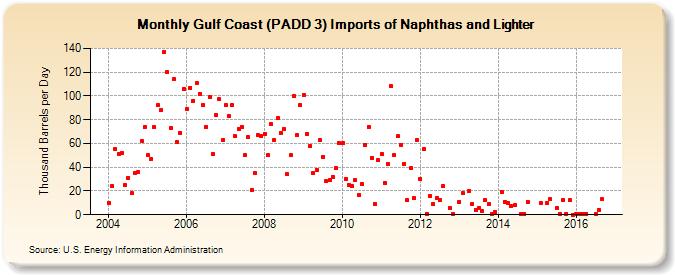 Monthly Gulf Coast (PADD 3) Imports of Naphthas and Lighter
Thousand Barrels per Day
140
120
100
80
60
40
20
0
2004 2006 2008 2010 2012 2014 2016
Source: U.S. Energy Information Administration